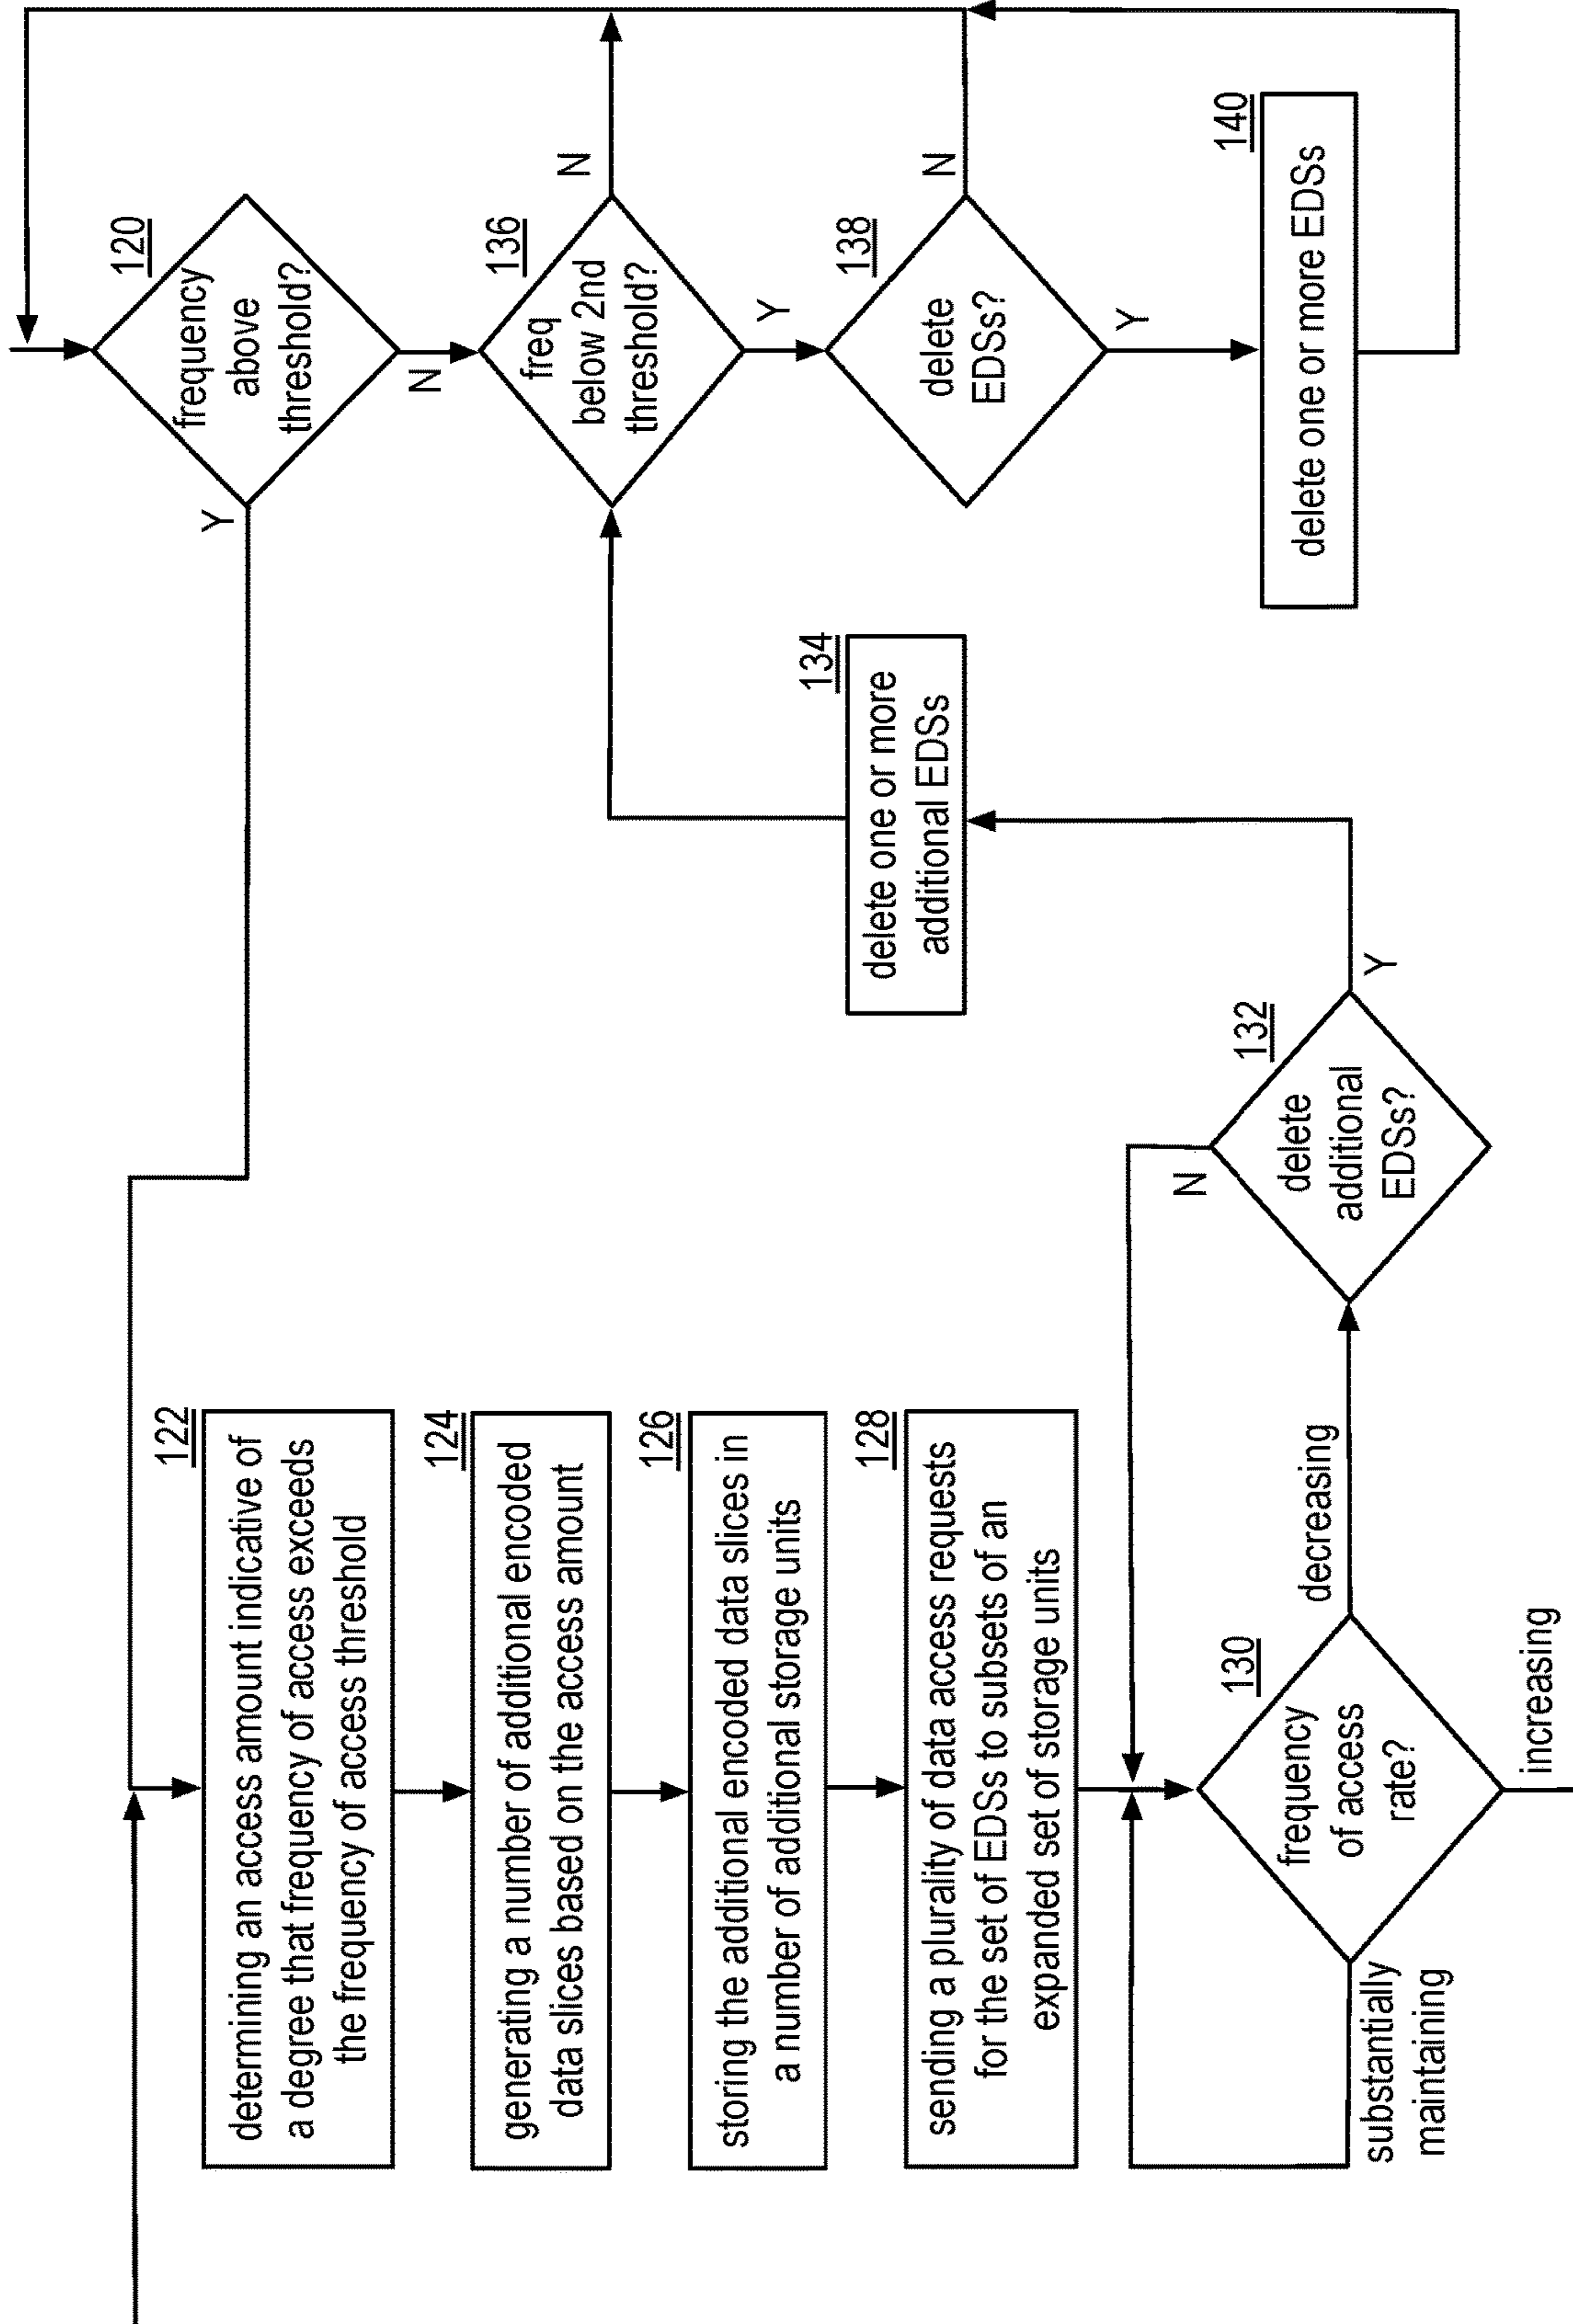 120
frequency
above
threshold?
Y
N
122
determining an access amount indicative of
a degree that frequency of access exceeds
the frequency of access threshold
124
generating a number of additional encoded
data slices based on the access amount
126
storing the additional encoded data slices in
a number of additional storage units
128
sending a plurality of data access requests
for the set of EDSs to subsets of an
expanded set of storage units
130
frequency
of access
rate?
substantially
maintaining
increasing
decreasing
132
delete
additional
EDSs?
N
Y
134
delete one or more
additional EDSs
136
freq
below 2nd
threshold?
N
Y
138
delete
EDSs?
N
Y
140
delete one or more EDSs